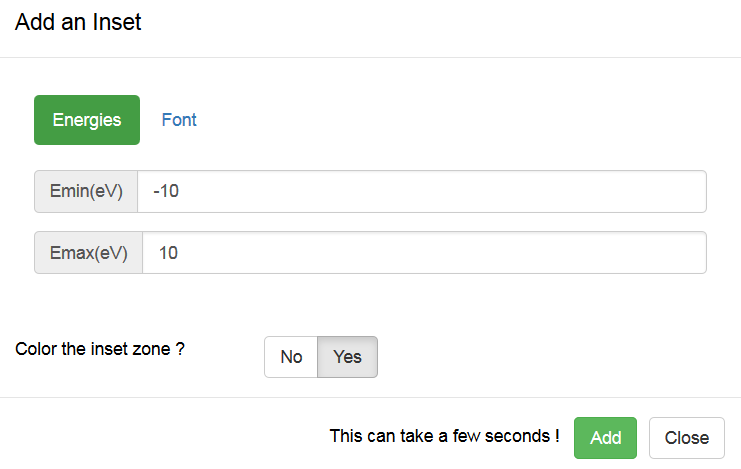 Add an Inset
Energies Font
Emin(eV) -10
Emax(eV) 10
Color the inset zone ? No Yes
This can take a few seconds ! Add Close